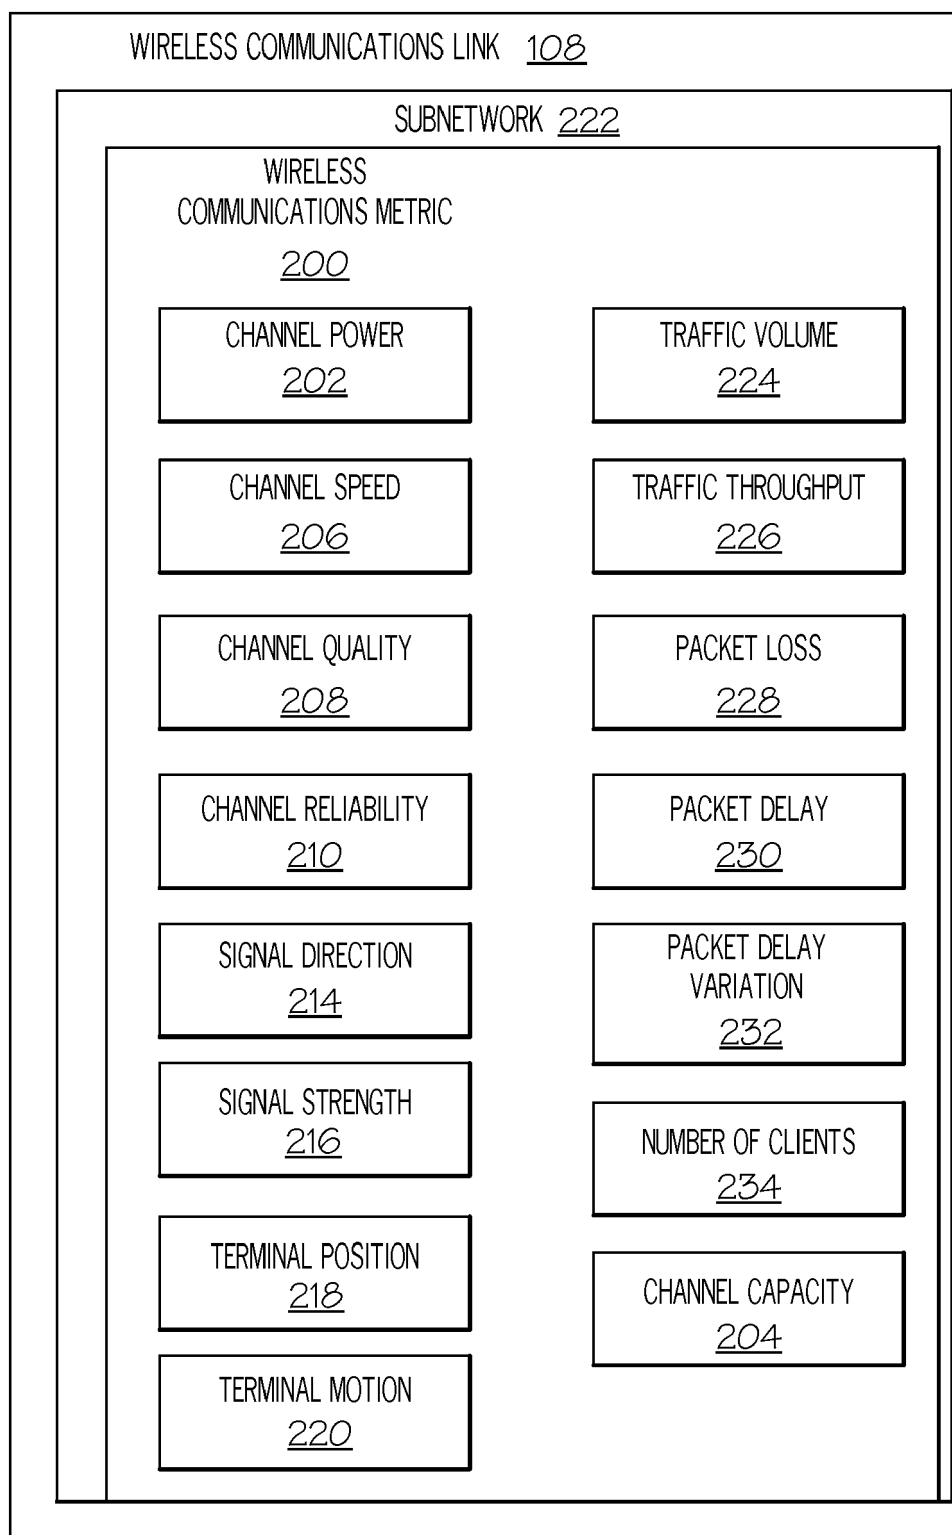 WIRELESS COMMUNICATIONS LINK 108
SUBNETWORK 222
WIRELESS
COMMUNICATIONS METRIC
200
CHANNEL POWER
202
CHANNEL SPEED
206
CHANNEL QUALITY
208
CHANNEL RELIABILITY
210
SIGNAL DIRECTION
214
SIGNAL STRENGTH
216
TERMINAL POSITION
218
TERMINAL MOTION
220
TRAFFIC VOLUME
224
TRAFFIC THROUGHPUT
226
PACKET LOSS
228
PACKET DELAY
230
PACKET DELAY
VARIATION
232
NUMBER OF CLIENTS
234
CHANNEL CAPACITY
204